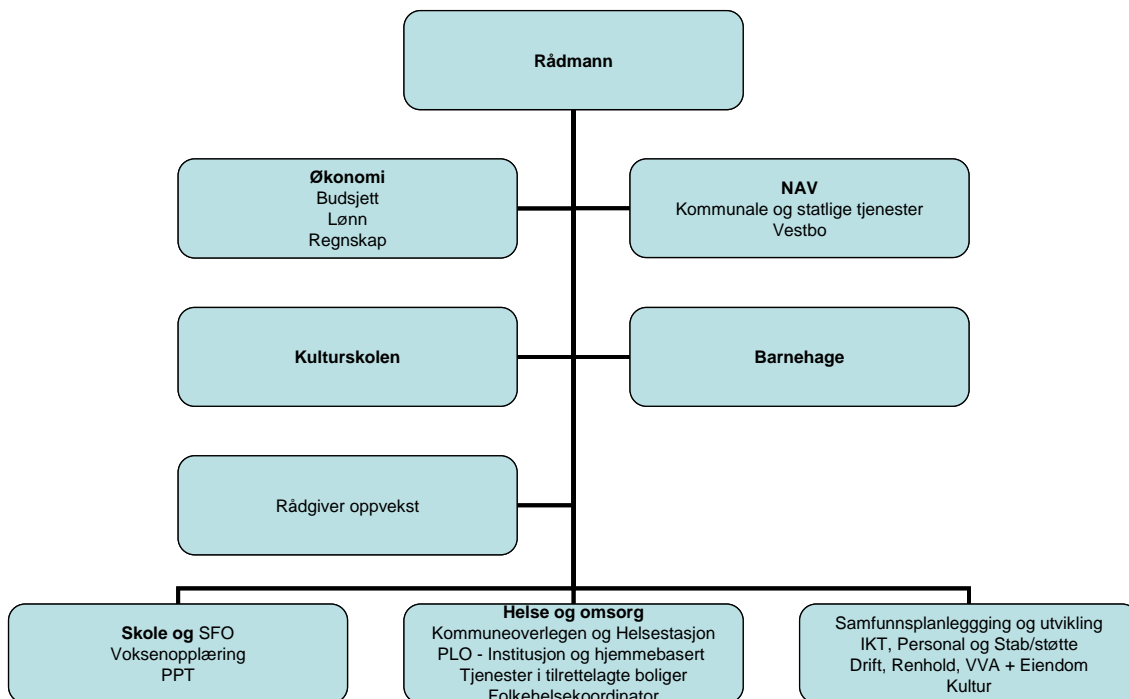 Rådmann
Økonomi
Budsjett
Lønn
Regnskap
NAV
Kommunale og statlige tjenester
Vestbo
Kulturskolen
Barnehage
Rådgiver oppvekst
Skole og SFO
Voksenopplæring
PPT
Helse og omsorg
Kommuneoverlegen og Helsestasjon
PLO - Institusjon og hjemmebasert
Tjenester i tilrettelagte boliger
Folkehelsekoordinator
Samfunnsplanleggging og utvikling
IKT, Personal og Stab/støtte
Drift, Renhold, VVA + Eiendom
Kultur